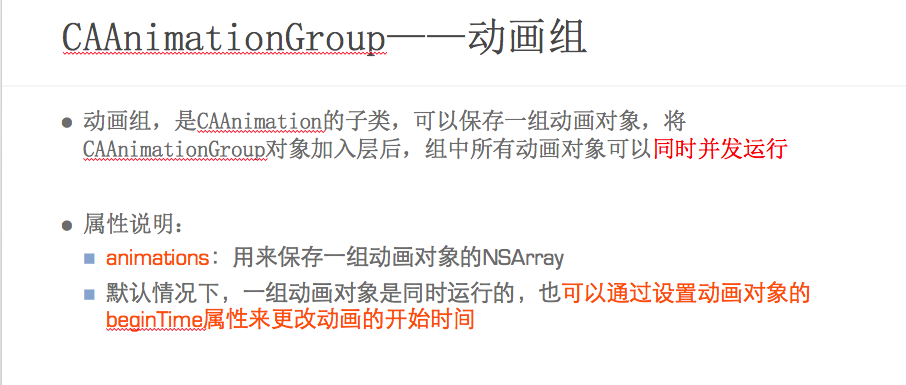 CAAnimationGroup——动画组
动画组，是CAAnimation的子类，可以保存一组动画对象，将
CAAnimationGroup对象加入层后，组中所有动画对象可以同时并发运行
属性说明：
animations：用来保存一组动画对象的NSArray
默认情况下，一组动画对象是同时运行的，也可以通过设置动画对象的
beginTime属性来更改动画的开始时间